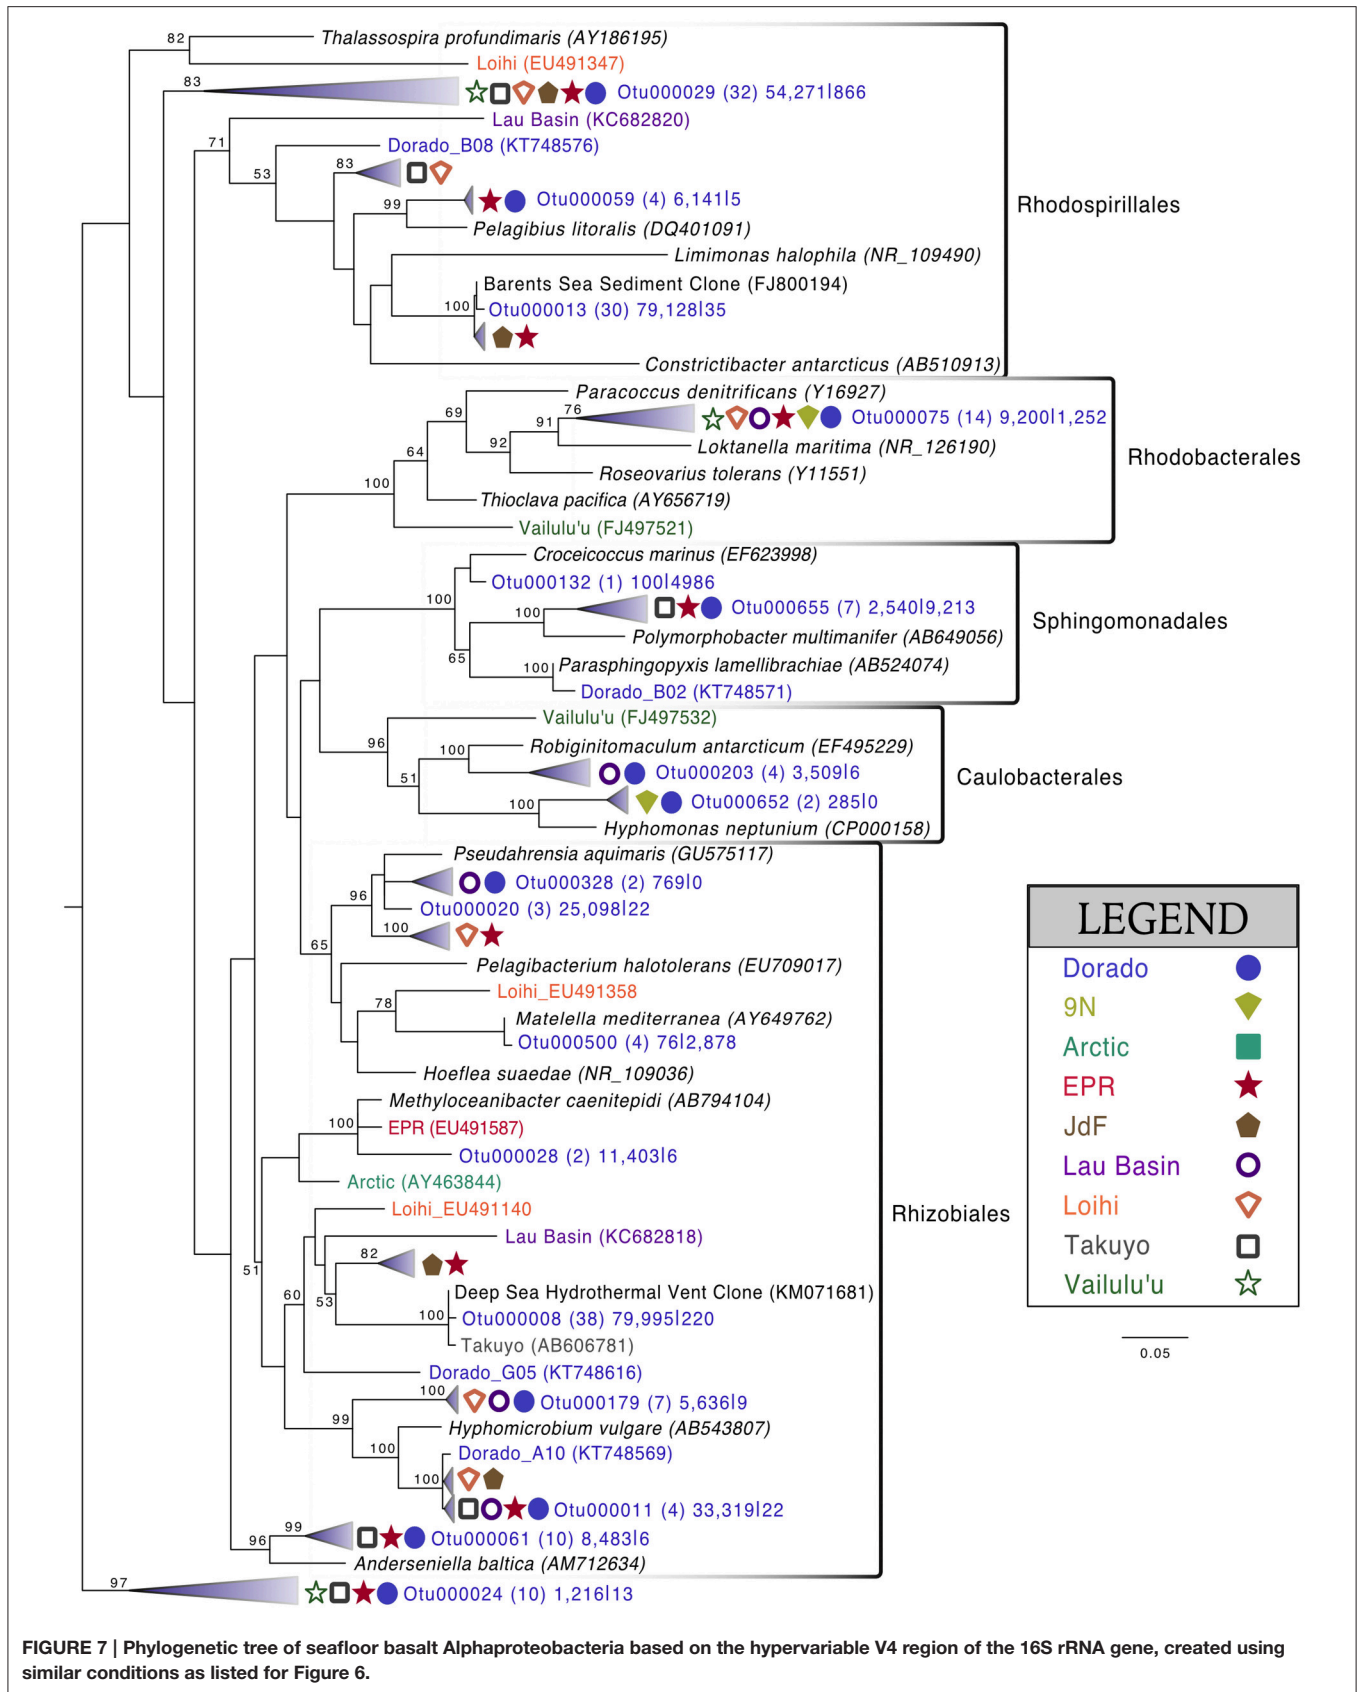 82
Thalassospira profundimaris (AY186195)
Loihi (EU491347)
83
Otu000029 (32) 54,271|866
Lau Basin (KC682820)
71
Dorado_B08 (KT748576)
53
83
Otu000059 (4) 6,141|5
99
Pelagibius litoralis (DQ401091)
Rhodospirillales
Limimonas halophila (NR_109490)
Barents Sea Sediment Clone (FJ800194)
100
Otu000013 (30) 79,128|35
Constrictibacter antarcticus (AB510913)
Paracoccus denitrificans (Y16927)
69
76
Otu000075 (14) 9,200|1,252
91
92
Loktanella maritima (NR_126190)
64
Rhodobacterales
Roseovarius tolerans (Y11551)
100
Thioclava pacifica (AY656719)
Vailulu'u (FJ497521)
Croceicoccus marinus (EF623998)
Otu000132 (1) 100|4986
100
100
Otu000655 (7) 2,540|9,213
Sphingomonadales
Polymorphobacter multimanifer (AB649056)
65
100
Parasphingopyxis lamellibrachiae (AB524074)
Dorado_B02 (KT748571)
Vailulu'u (FJ497532)
96
100
Robiginitomaculum antarcticum (EF495229)
51
Otu000203 (4) 3,509|6
Caulobacterales
100
Otu000652 (2) 285|0
Hyphomonas neptunium (CP000158)
Pseudahrensia aquimaris (GU575117)
Otu000328 (2) 769|0
96
Otu000020 (3) 25,098|22
100
65
Pelagibacterium halotolerans (EU709017)
Loihi_EU491358
78
Matelella mediterranea (AY649762)
Otu000500 (4) 76|2,878
Hoeflea suaedae (NR_109036)
Methyloceanibacter caenitepidi (AB794104)
100
EPR (EU491587)
Otu000028 (2) 11,403|6
Arctic (AY463844)
Loihi_EU491140
Rhizobiales
Lau Basin (KC682818)
51
82
60
53
Deep Sea Hydrothermal Vent Clone (KM071681)
100
Otu000008 (38) 79,995|220
Takuyo (AB606781)
Dorado_G05 (KT748616)
100
Otu000179 (7) 5,636|9
99
Hyphomicrobium vulgare (AB543807)
100
Dorado_A10 (KT748569)
100
Otu000011 (4) 33,319|22
99
Otu000061 (10) 8,483|6
96
Anderseniella baltica (AM712634)
97
Otu000024 (10) 1,216|13
LEGEND
Dorado
9N
Arctic
EPR
JdF
Lau Basin
Loihi
Takuyo
Vailulu'u
0.05
FIGURE 7 | Phylogenetic tree of seafloor basalt Alphaproteobacteria based on the hypervariable V4 region of the 16S rRNA gene, created using
similar conditions as listed for Figure 6.